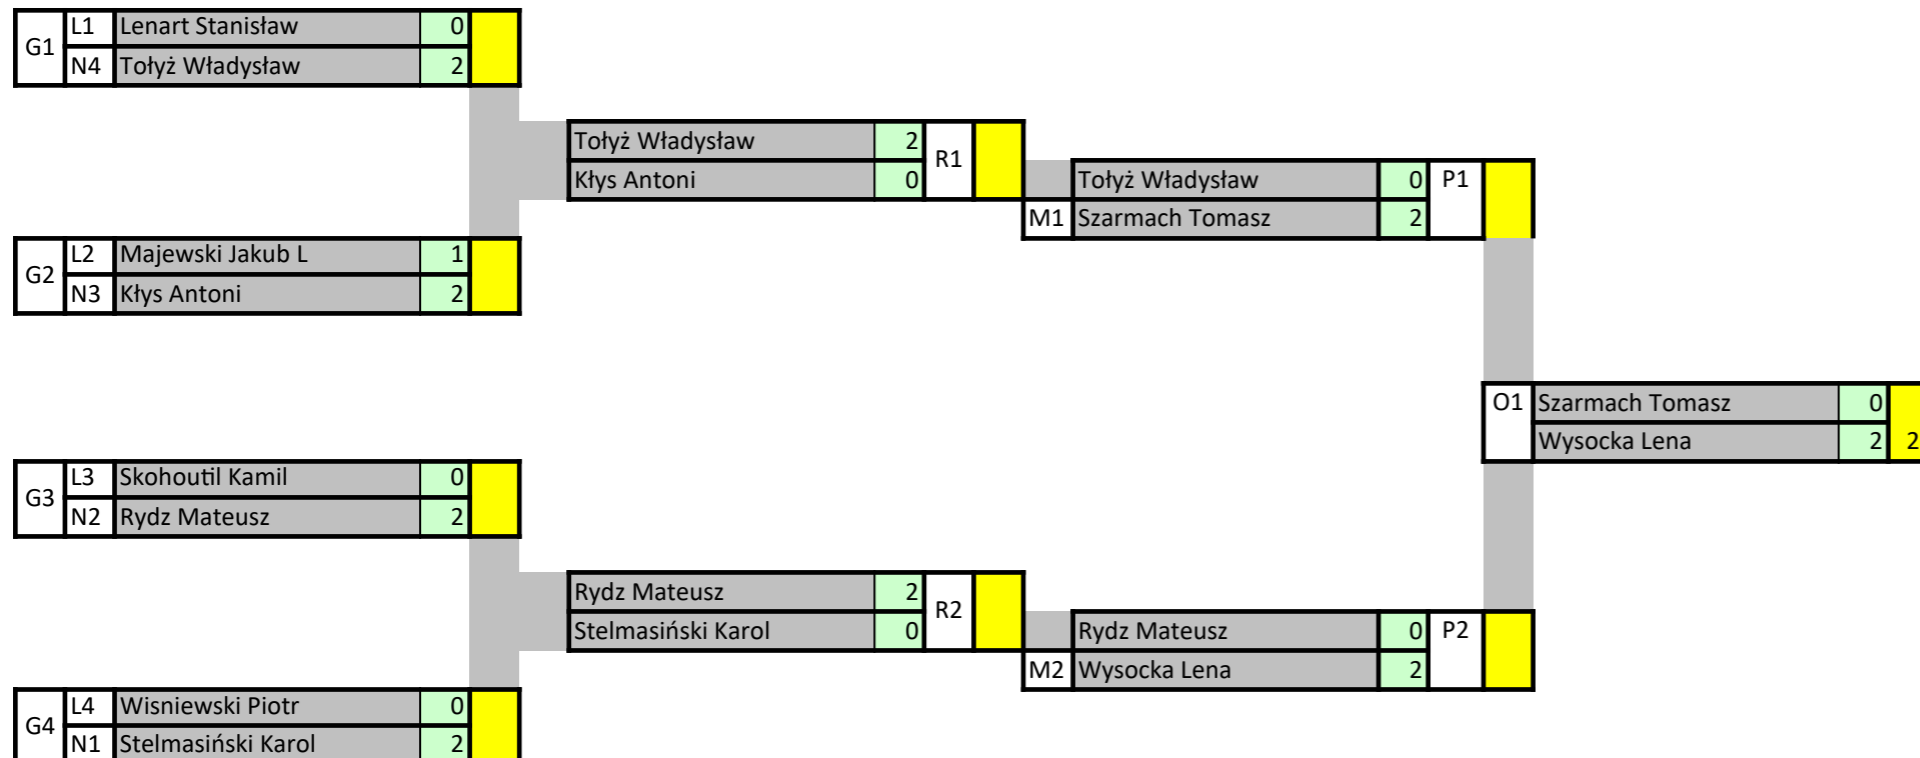 G1 L1 Lenart Stanisław 0
N4 Tołyż Władysław 2
Tołyż Władysław 2 R1
Kłys Antoni 0
Tołyż Władysław 0 P1
M1 Szarmach Tomasz 2
G2 L2 Majewski Jakub L 1
N3 Kłys Antoni 2
O1 Szarmach Tomasz 0
Wysocka Lena 2 2
G3 L3 Skohoutil Kamil 0
N2 Rydz Mateusz 2
Rydz Mateusz 2 R2
Stelmasiński Karol 0
Rydz Mateusz 0 P2
M2 Wysocka Lena 2
G4 L4 Wisniewski Piotr 0
N1 Stelmasiński Karol 2